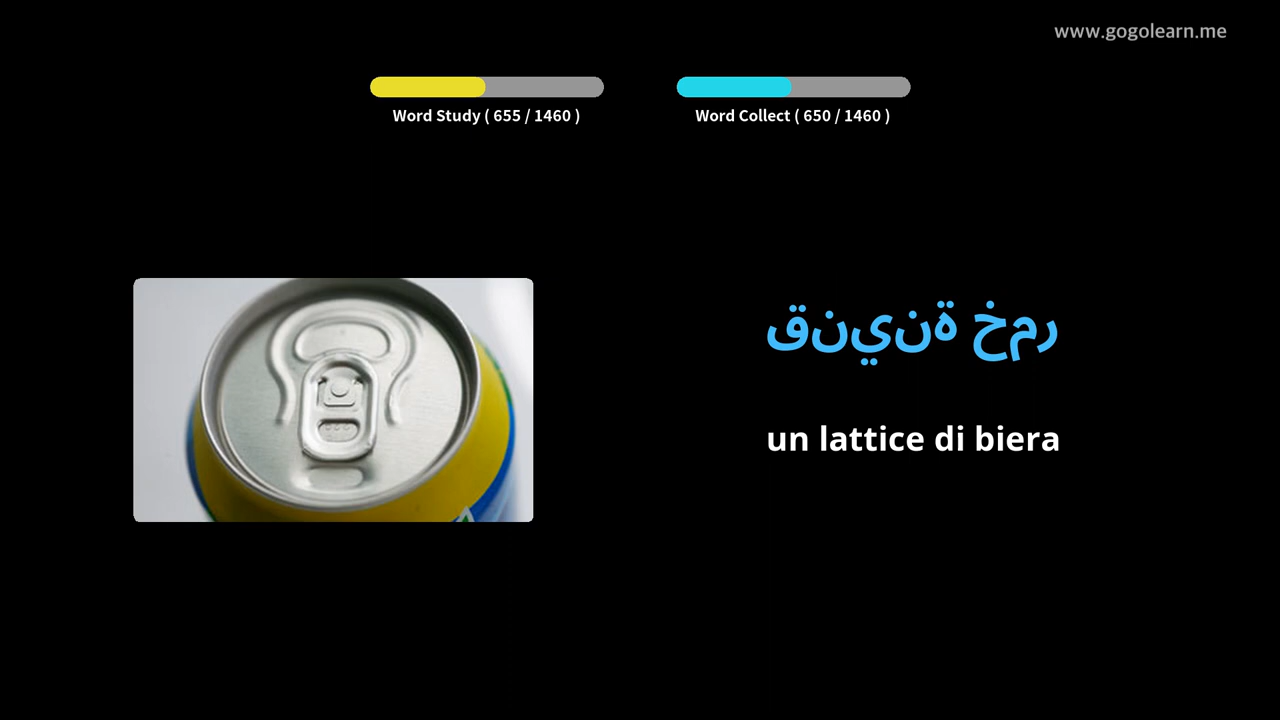 www.gogolearn.me
Word Study ( 655 / 1460 )
Word Collect ( 650 / 1460 )
قنينة خمر
un lattice di biera